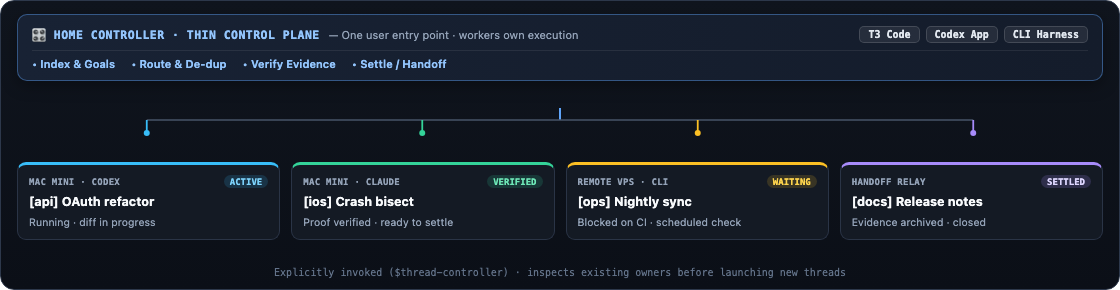 HOME CONTROLLER · THIN CONTROL PLANE — One user entry point · workers own execution
T3 Code
Codex App
CLI Harness
• Index & Goals
• Route & De-dup
• Verify Evidence
• Settle / Handoff
MAC MINI · CODEX
ACTIVE
[api] OAuth refactor
Running · diff in progress
MAC MINI · CLAUDE
VERIFIED
[ios] Crash bisect
Proof verified · ready to settle
REMOTE VPS · CLI
WAITING
[ops] Nightly sync
Blocked on CI · scheduled check
HANDOFF RELAY
SETTLED
[docs] Release notes
Evidence archived · closed
Explicitly invoked ($thread-controller) · inspects existing owners before launching new threads